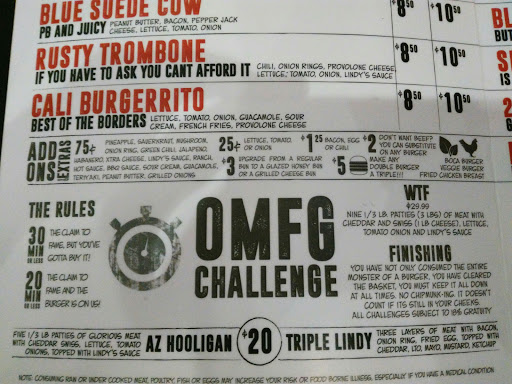 BLUE SUEDE COW
PB AND JUICY PEANUT BUTTER, BACON, PEPPER JACK
CHEESE, LETTUCE, TOMATO, ONION
$8.50 $10.50
RUSTY TROMBONE
IF YOU HAVE TO ASK YOU CANT AFFORD IT CHILI, ONION RINGS, PROVOLONE CHEESE,
LETTUCE, TOMATO, ONION, LINDY'S SAUCE
$8.50 $10.50
CALI BURGERRITO
BEST OF THE BORDERS LETTUCE, TOMATO, ONION, GUACAMOLE, SOUR
CREAM, FRENCH FRIES, PROVOLONE CHEESE
$8.50 $10.50
ADD ONS
EXTRAS
75¢ PINEAPPLE, SAUERKRAUT, MUSHROOM,
ONION RING, GREEN CHILI, JALAPENO,
HABANERO, XTRA CHEESE, LINDY'S SAUCE, RANCH,
HOT SAUCE, BBQ SAUCE, SOUR CREAM, GUACAMOLE,
TERIYAKI, PEANUT BUTTER, GRILLED ONIONS
25¢ LETTUCE, TOMATO,
OR ONION
$1.25 BACON, EGG
OR CHILI
$3 UPGRADE FROM A REGULAR
BUN TO A GLAZED HONEY BUN
OR A GRILLED CHEESE BUN
$5 MAKE ANY
DOUBLE
A TRIPLE!!!
$2 DON'T WANT BEEF?
YOU CAN SUBSTITUTE
ON ANY BURGER
BOCA BURGER
VEGGIE BURGER
FRIED CHICKEN BREAST
THE RULES
30 MIN OR LESS THE CLAIM TO
FAME, BUT YOU'VE
GOTTA BUY IT!
20 MIN OR LESS THE CLAIM TO
FAME AND THE
BURGER IS ON US!
OMFG
CHALLENGE
WTF
$29.99
NINE 1/3 LB. PATTIES (3 LBS) OF MEAT WITH
CHEDDAR AND SWISS (1 LB CHEESE), LETTUCE,
TOMATO ONION AND LINDY'S SAUCE
FINISHING
YOU HAVE NOT ONLY CONSUMED THE ENTIRE
MONSTER OF A BURGER, YOU HAVE CLEARED
THE BASKET, YOU MUST KEEP IT ALL DOWN
AT ALL TIMES. NO CHIPMUNK-ING. IT DOESN'T
COUNT IF ITS STILL IN YOUR CHEEKS.
ALL CHALLENGES SUBJECT TO 18% GRATUITY
FIVE 1/3 LB PATTIES OF GLORIOUS MEAT
WITH CHEDDAR SWISS, LETTUCE, TOMATO
ONIONS, TOPPED WITH LINDY'S SAUCE
AZ HOOLIGAN $20 TRIPLE LINDY
THREE LAYERS OF MEAT WITH BACON,
ONION RING, FRIED EGG, TOPPED WITH
CHEDDAR, LTO, MAYO, MUSTARD, KETCHUP
NOTE: CONSUMING RAW OR UNDER COOKED MEAT, POULTRY, FISH OR EGGS MAY INCREASE YOUR RISK OF FOOD BORNE ILLNESS, ESPECIALLY IF YOU HAVE A MEDICAL CONDITION